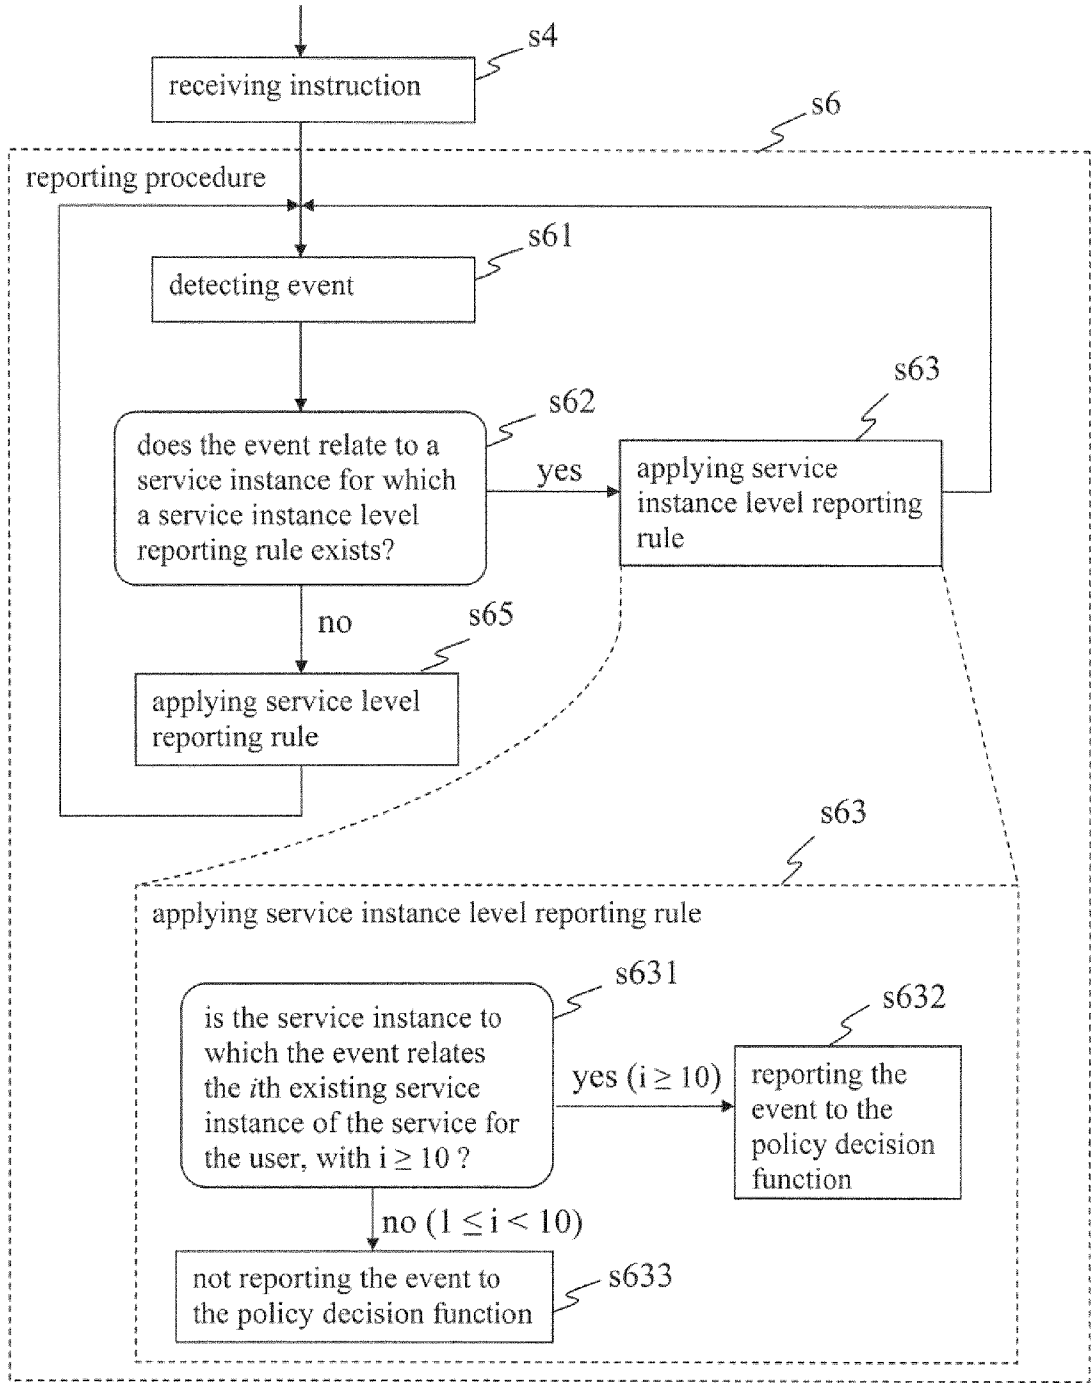 s4
receiving instruction
s6
reporting procedure
s61
detecting event
s62
does the event relate to a
service instance for which
a service instance level
reporting rule exists?
yes
s63
applying service
instance level reporting
rule
no
s65
applying service level
reporting rule
s63
applying service instance level reporting rule
s631
is the service instance to
which the event relates
the ith existing service
instance of the service for
the user, with i ≥ 10 ?
yes (i ≥ 10)
s632
reporting the
event to the
policy decision
function
no (1 ≤ i < 10)
s633
not reporting the event to
the policy decision function